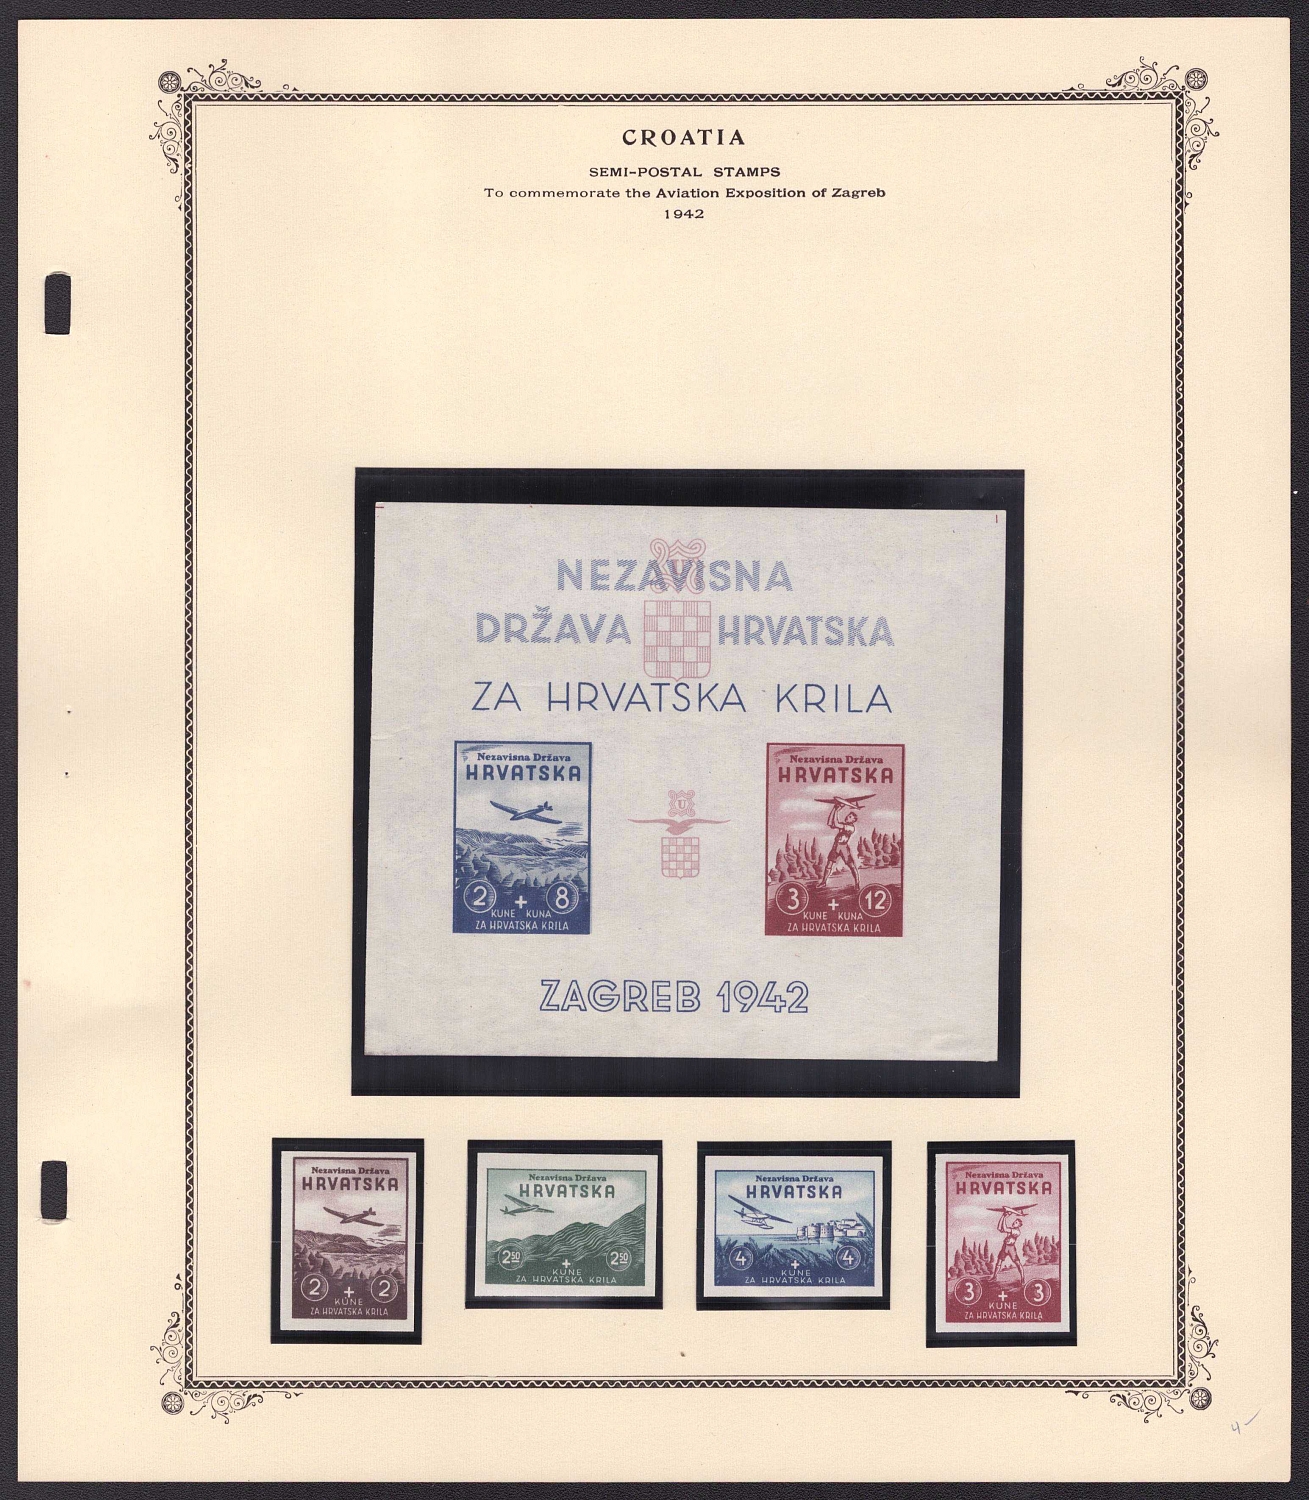 CROATIA
SEMI-POSTAL STAMPS
To commemorate the Aviation Exposition of Zagreb
1942
NEZAVISNA
DRŽAVA HRVATSKA
ZA HRVATSKA KRILA
Nezavisna Država
HRVATSKA
2 + 8
KUNE KUNA
ZA HRVATSKA KRILA
U
Nezavisna Država
HRVATSKA
3 + 12
KUNE KUNA
ZA HRVATSKA KRILA
ZAGREB 1942
Nezavisna Država
HRVATSKA
2 + 2
KUNE
ZA HRVATSKA KRILA
Nezavisna Država
HRVATSKA
2 50 + 2 50
KUNE
ZA HRVATSKA KRILA
Nezavisna Država
HRVATSKA
4 + 4
KUNE
ZA HRVATSKA KRILA
Nezavisna Država
HRVATSKA
3 + 3
KUNE
ZA HRVATSKA KRILA
4-